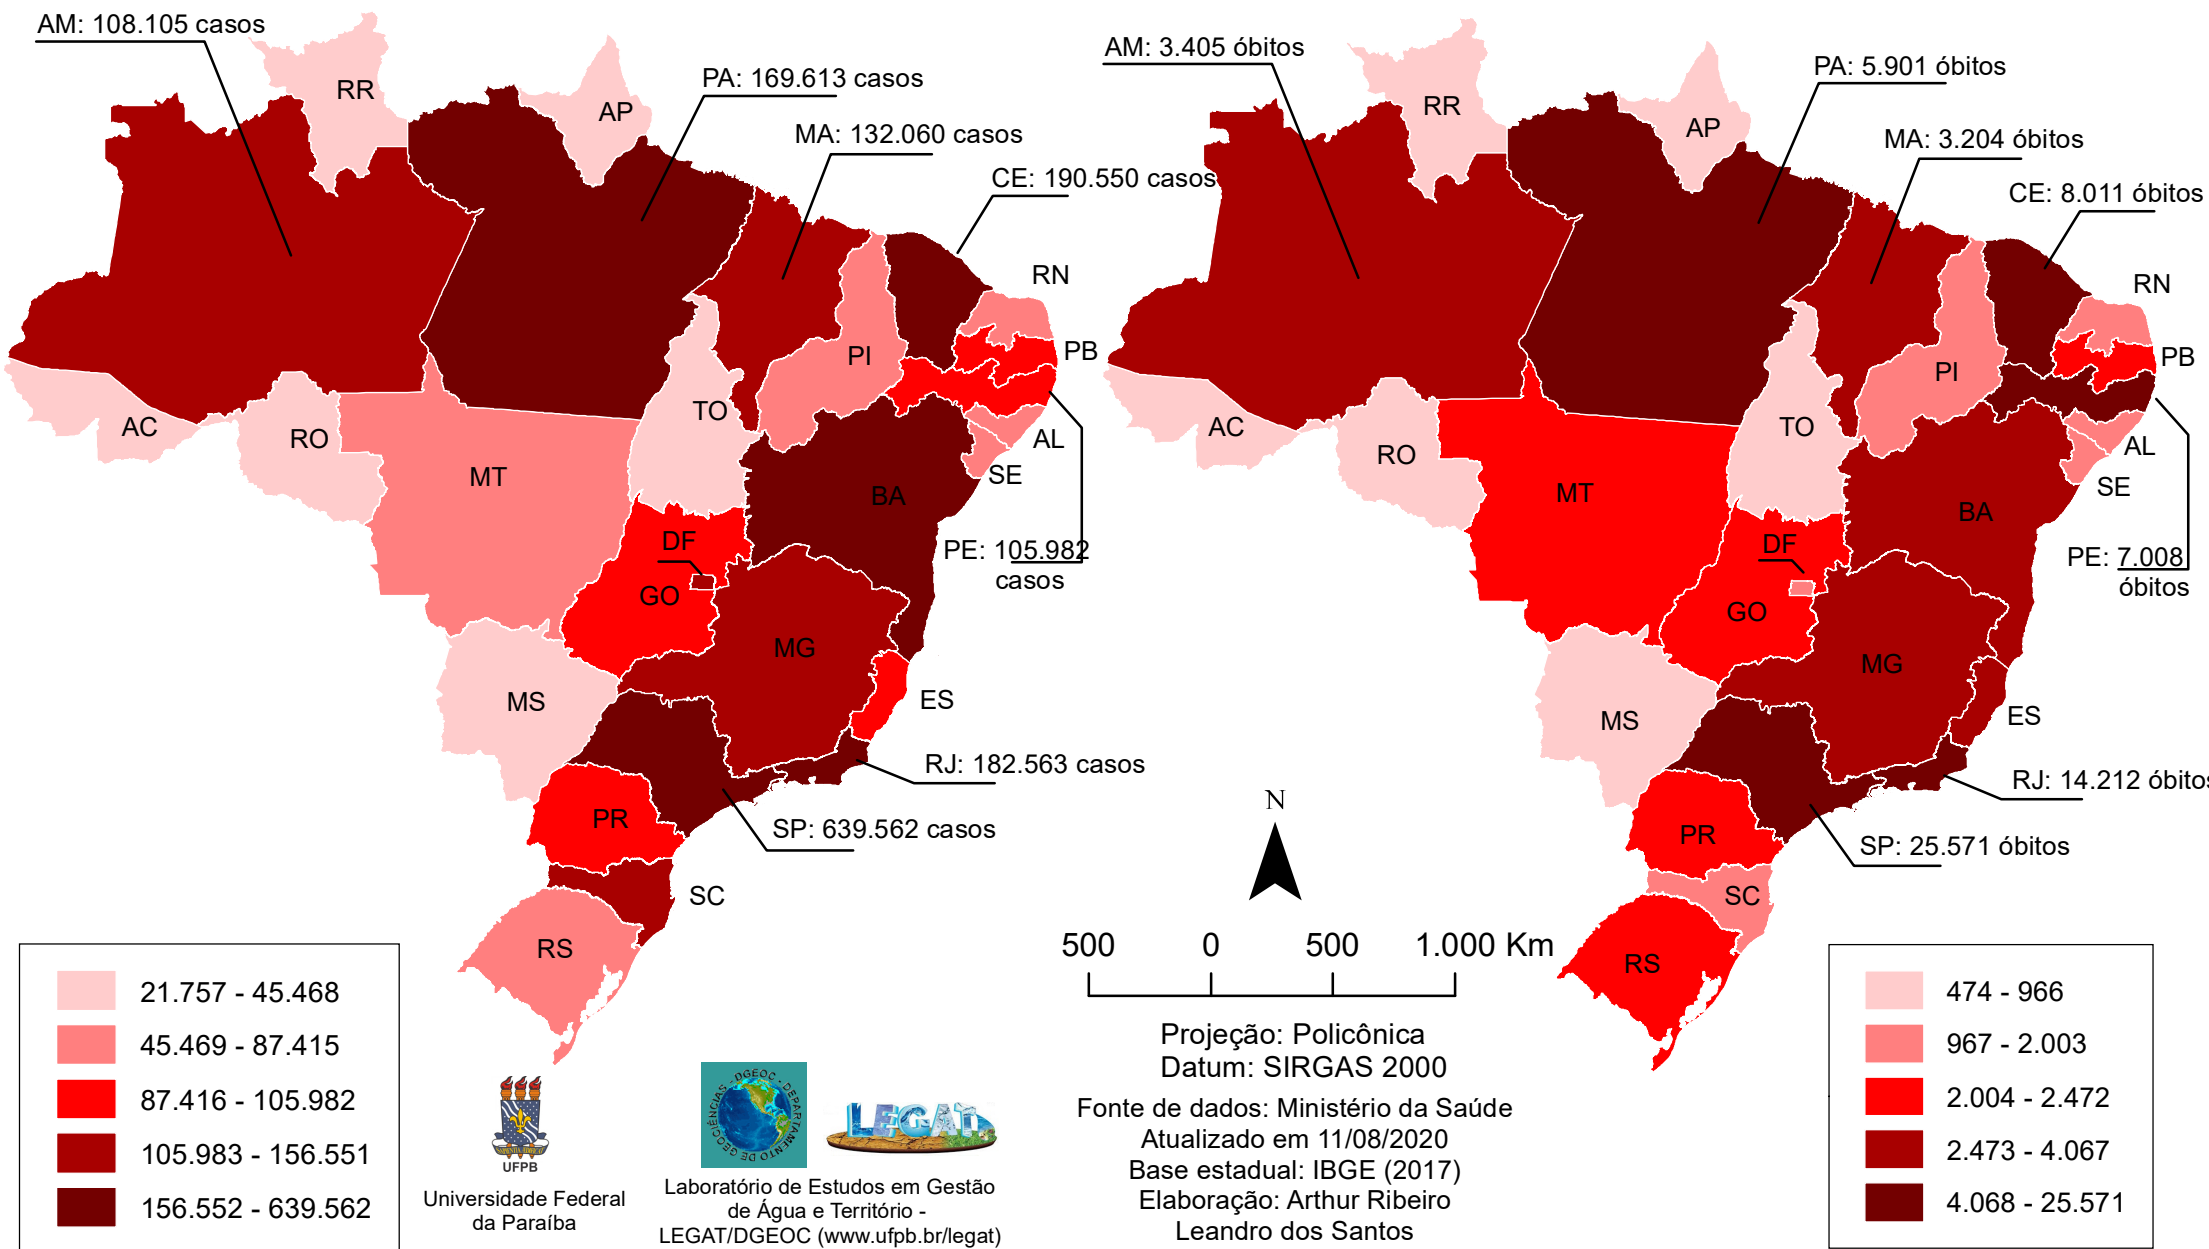 AM: 108.105 casos
RR
AP
PA: 169.613 casos
MA: 132.060 casos
CE: 190.550 casos
RN
PB
PI
TO
AC
RO
MT
AL
SE
BA
DF
PE: 105.982
casos
GO
MG
MS
ES
RJ: 182.563 casos
PR
SP: 639.562 casos
SC
RS
21.757 - 45.468
45.469 - 87.415
87.416 - 105.982
105.983 - 156.551
156.552 - 639.562
UFPB
Universidade Federal
da Paraíba
DGEOC - DEPARTAMENTO DE GEOCIÊNCIAS -
LEGAT
Laboratório de Estudos em Gestão
de Água e Território -
LEGAT/DGEOC (www.ufpb.br/legat)
AM: 3.405 óbitos
RR
AP
PA: 5.901 óbitos
MA: 3.204 óbitos
CE: 8.011 óbitos
RN
PB
PI
TO
AC
RO
MT
AL
SE
BA
DF
PE: 7.008
óbitos
GO
MG
MS
ES
RJ: 14.212 óbitos
PR
SP: 25.571 óbitos
SC
RS
N
500 0 500 1.000 Km
Projeção: Policônica
Datum: SIRGAS 2000
Fonte de dados: Ministério da Saúde
Atualizado em 11/08/2020
Base estadual: IBGE (2017)
Elaboração: Arthur Ribeiro
Leandro dos Santos
474 - 966
967 - 2.003
2.004 - 2.472
2.473 - 4.067
4.068 - 25.571